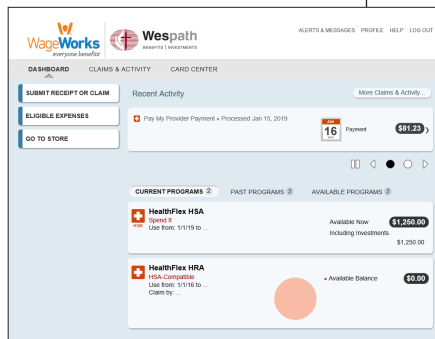 WageWorks
everyone benefits
Wespath
BENEFITS | INVESTMENTS
ALERTS & MESSAGES PROFILE HELP LOG OUT
DASHBOARD CLAIMS & ACTIVITY CARD CENTER
SUBMIT RECEIPT OR CLAIM
ELIGIBLE EXPENSES
GO TO STORE
Recent Activity
More Claims & Activity...
Pay My Provider Payment • Processed Jan 15, 2019
JAN
16
Payment
$81.23
CURRENT PROGRAMS 2 PAST PROGRAMS 2 AVAILABLE PROGRAMS 2
HSA
HealthFlex HSA
Spend It
Use from: 1/1/19 to ...
Available Now $1,250.00
Including Investments
$1,250.00
HealthFlex HRA
HSA-Compatible
Use from: 1/1/16 to ...
Claim by: ...
Available Balance $0.00